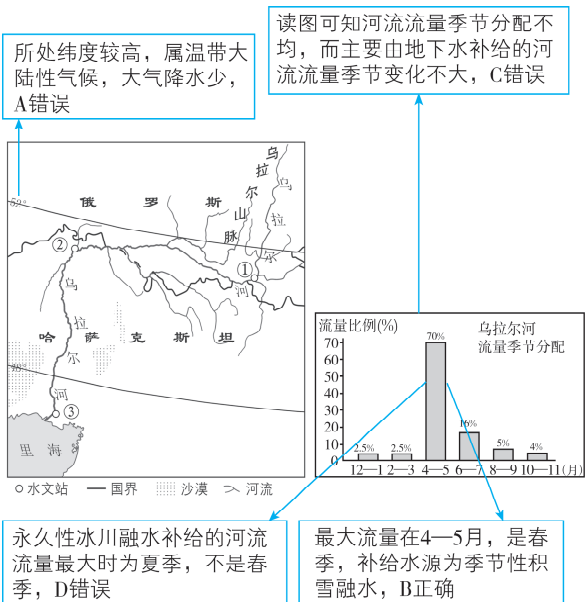 所处纬度较高，属温带大
陆性气候，大气降水少，
A错误
读图可知河流流量季节分配不
均，而主要由地下水补给的河
流流量季节变化不大，C错误
俄罗斯
乌拉尔山脉
乌拉尔河
②
①
乌拉尔河
哈萨克斯坦
48°
③
里海
水文站 国界 沙漠 河流
流量比例(%)
乌拉尔河
流量季节分配
70
60
50
40
30
20
10
0
2.5%
2.5%
70%
16%
5%
4%
12—1 2—3 4—5 6—7 8—9 10—11(月)
永久性冰川融水补给的河流
流量最大时为夏季，不是春
季，D错误
最大流量在4—5月，是春
季，补给水源为季节性积
雪融水，B正确